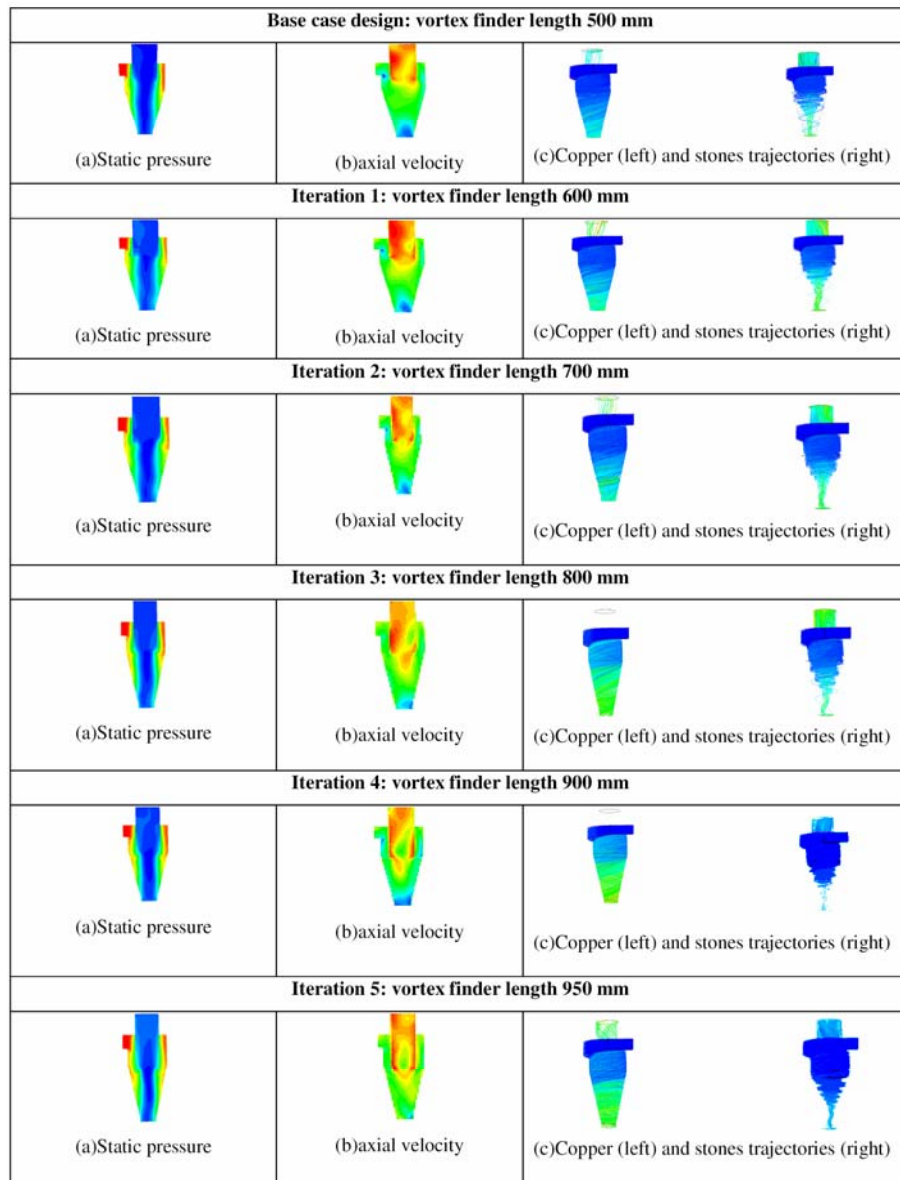 Base case design: vortex finder length 500 mm
(a)Static pressure
(b)axial velocity
(c)Copper (left) and stones trajectories (right)
Iteration 1: vortex finder length 600 mm
(a)Static pressure
(b)axial velocity
(c)Copper (left) and stones trajectories (right)
Iteration 2: vortex finder length 700 mm
(a)Static pressure
(b)axial velocity
(c)Copper (left) and stones trajectories (right)
Iteration 3: vortex finder length 800 mm
(a)Static pressure
(b)axial velocity
(c)Copper (left) and stones trajectories (right)
Iteration 4: vortex finder length 900 mm
(a)Static pressure
(b)axial velocity
(c)Copper (left) and stones trajectories (right)
Iteration 5: vortex finder length 950 mm
(a)Static pressure
(b)axial velocity
(c)Copper (left) and stones trajectories (right)